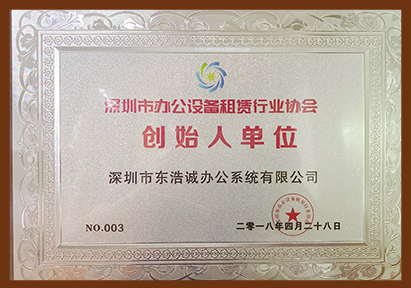 深圳市办公设备租赁行业协会
创始人单位
深圳市东浩诚办公系统有限公司
NO.003
二零一八年四月二十八日